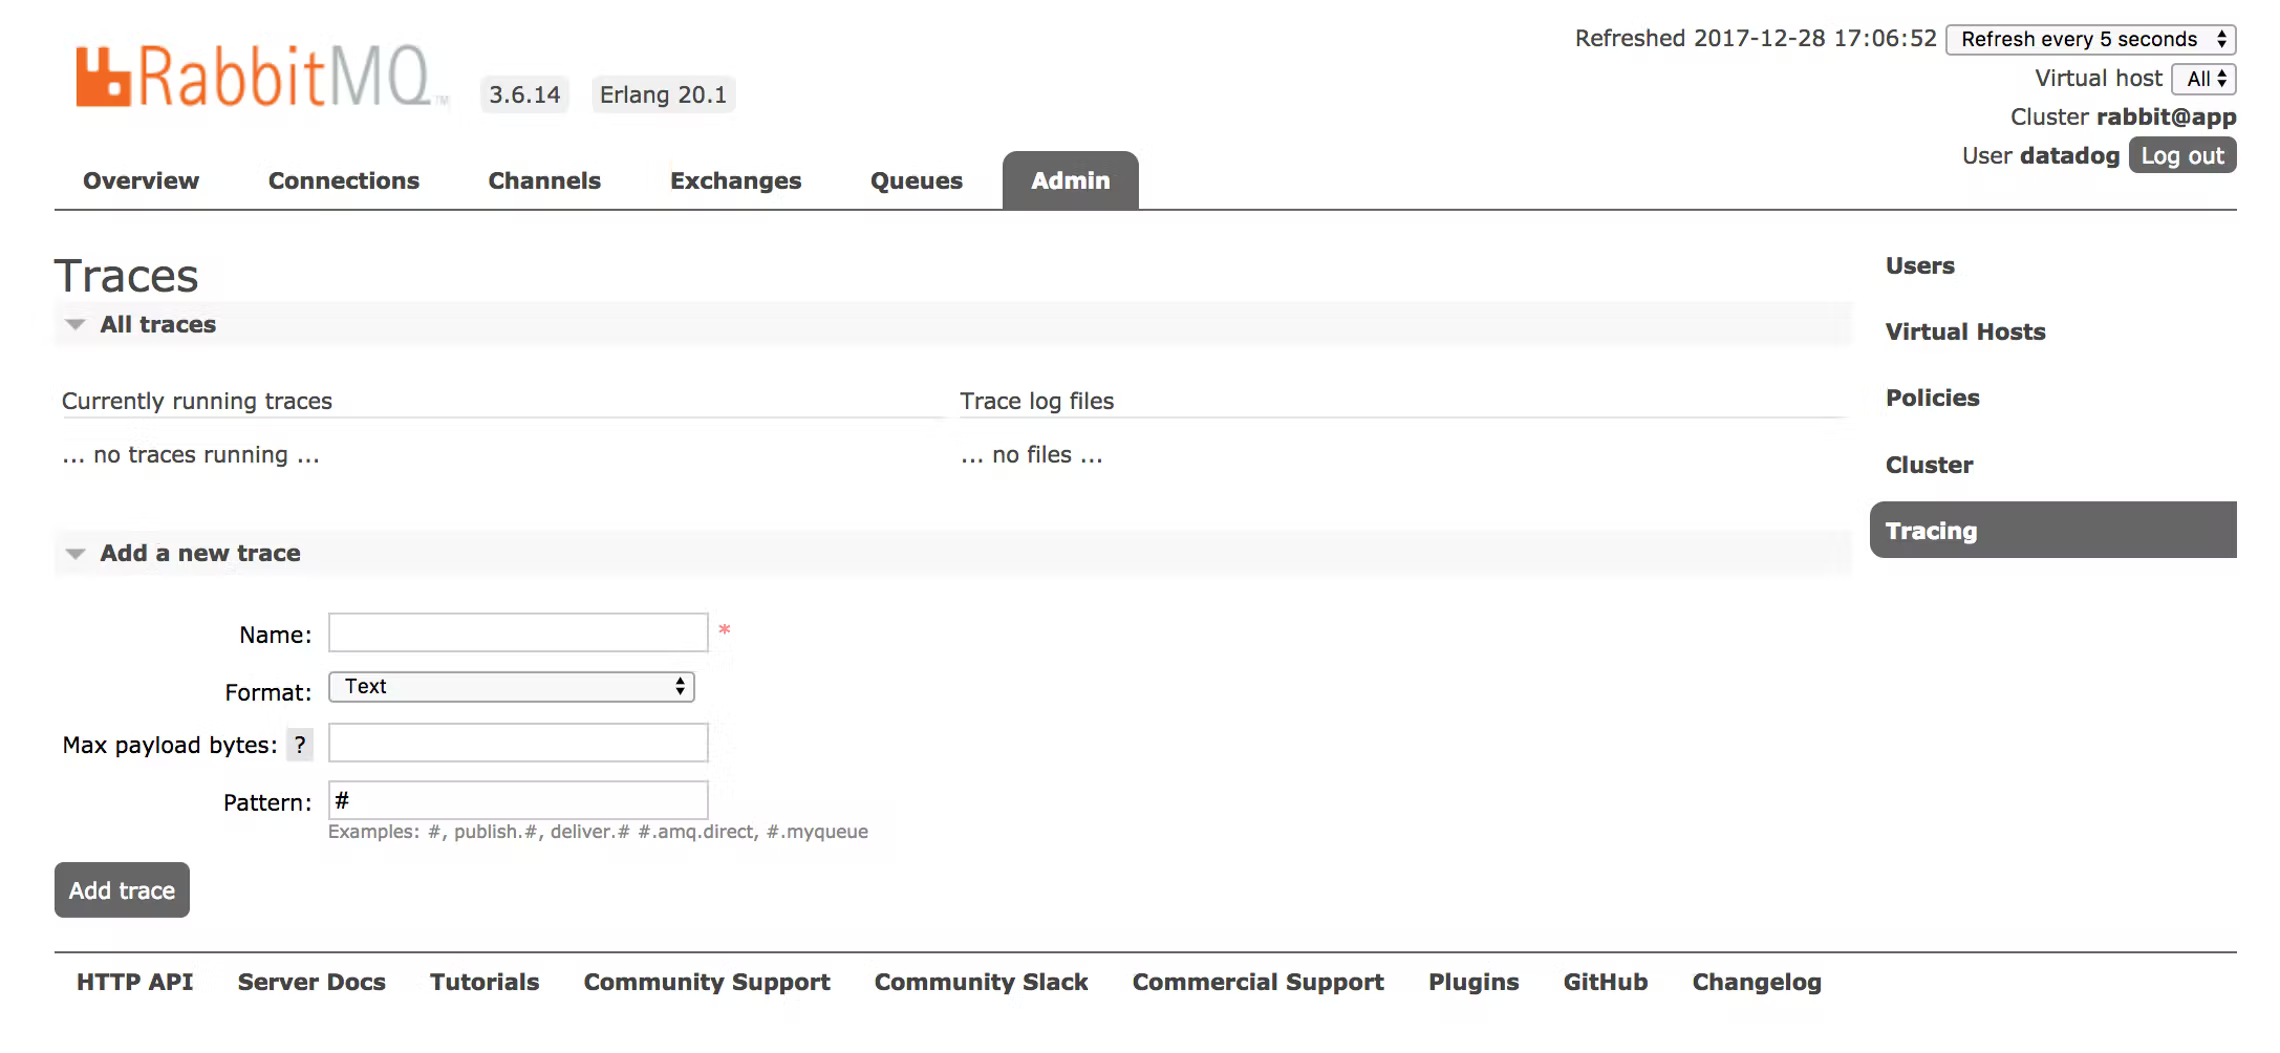 Refreshed 2017-12-28 17:06:52 Refresh every 5 seconds
RabbitMQ TM 3.6.14 Erlang 20.1
Virtual host All
Cluster rabbit@app
User datadog Log out
Overview Connections Channels Exchanges Queues Admin
Traces
All traces
Currently running traces
... no traces running ...
Trace log files
... no files ...
Add a new trace
Name: *
Format: Text
Max payload bytes: ?
Pattern: #
Examples: #, publish.#, deliver.# #.amq.direct, #.myqueue
Add trace
Users
Virtual Hosts
Policies
Cluster
Tracing
HTTP API Server Docs Tutorials Community Support Community Slack Commercial Support Plugins GitHub Changelog